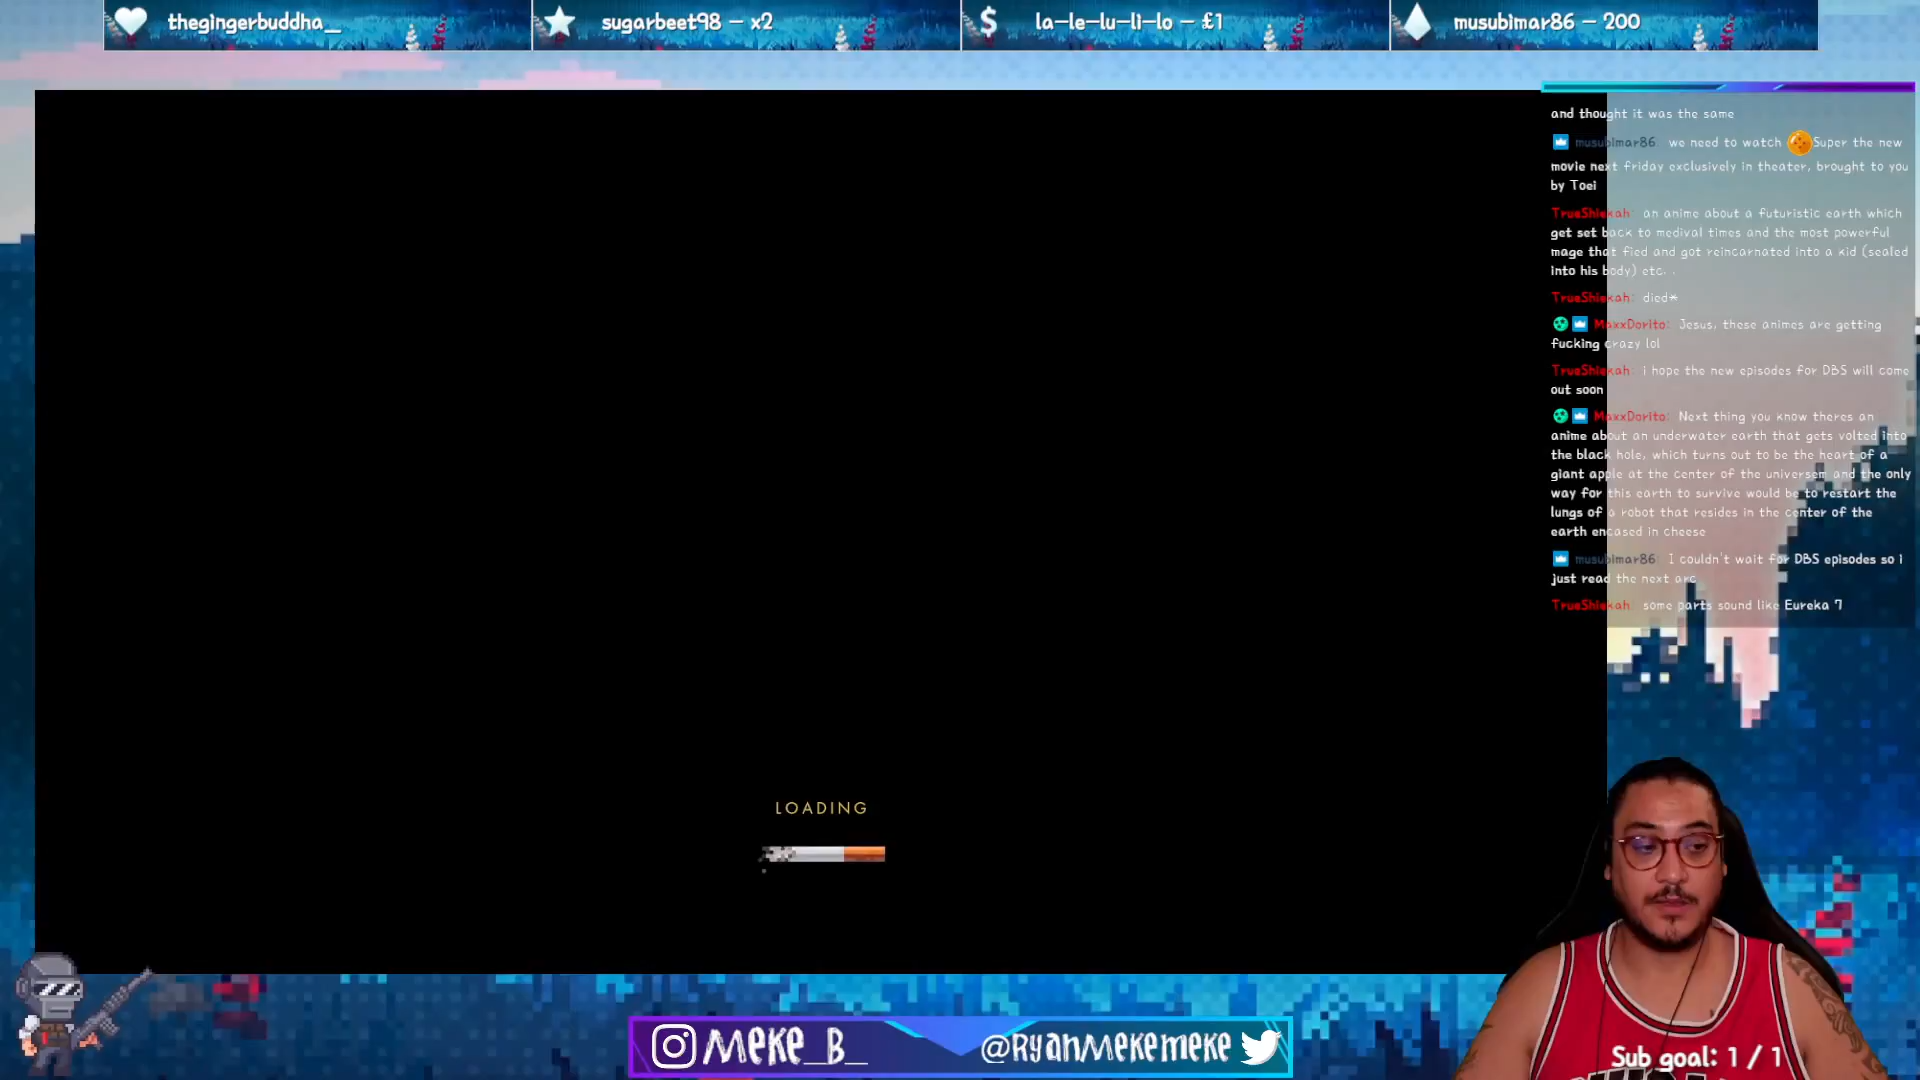 thegingerbuddha_
sugarbeet98 – x2
la-le-lu-li-lo – £1
musubimar86 – 200
and thought it was the same
musubimar86: we need to watch Super the new
movie next friday exclusively in theater, brought to you
by Toei
TrueShiekah: an anime about a futuristic earth which
get set back to medival times and the most powerful
mage that fied and got reincarnated into a kid (sealed
into his body) etc. .
TrueShiekah: died*
MaxxDorito: Jesus, these animes are getting
fucking crazy lol
TrueShiekah: i hope the new episodes for DBS will come
out soon
MaxxDorito: Next thing you know theres an
anime about an underwater earth that gets volted into
the black hole, which turns out to be the heart of a
giant apple at the center of the universem and the only
way for this earth to survive would be to restart the
lungs of a robot that resides in the center of the
earth encased in cheese
musubimar86: I couldn't wait for DBS episodes so i
just read the next arc
TrueShiekah: some parts sound like Eureka 7
LOADING
MEKE_B_
@RYANMEKEMEKE
Sub goal: 1 / 1